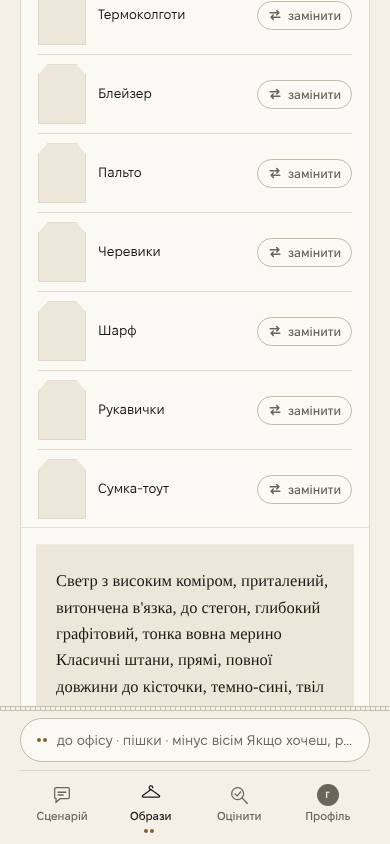 Термоколготи
замінити
Блейзер
замінити
Пальто
замінити
Черевики
замінити
Шарф
замінити
Рукавички
замінити
Сумка-тоут
замінити
Светр з високим коміром, приталений,
витончена в'язка, до стегон, глибокий
графітовий, тонка вовна мерино
Класичні штани, прямі, повної
довжини до кісточки, темно-сині, твіл
до офісу · пішки · мінус вісім Якщо хочеш, р...
Сценарій
Образи
Оцінити
г
Профіль